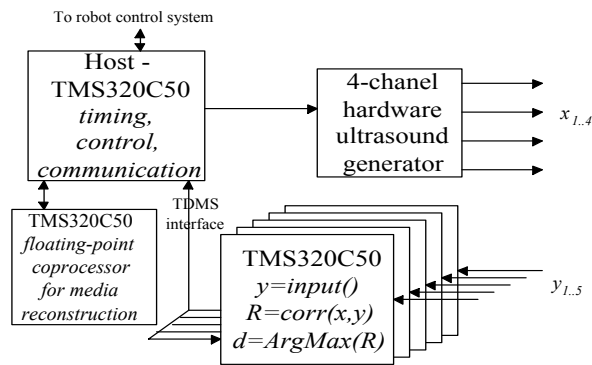 To robot control system
Host -
TMS320C50
timing,
control,
communication
4-chanel
hardware
ultrasound
generator
x1..4
TMS320C50
floating-point
coprocessor
for media
reconstruction
TDMS
interface
TMS320C50
y=input()
R=corr(x,y)
d=ArgMax(R)
y1..5